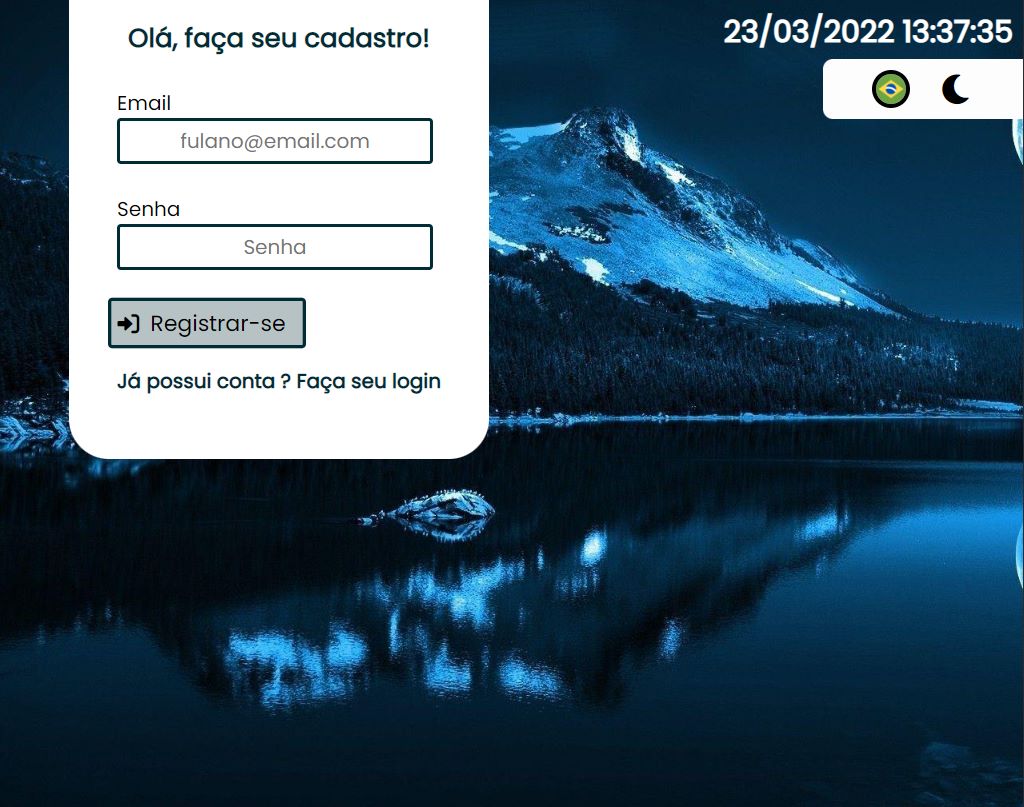 Olá, faça seu cadastro!
23/03/2022 13:37:35
Email
fulano@email.com
Senha
Senha
Registrar-se
Já possui conta ? Faça seu login